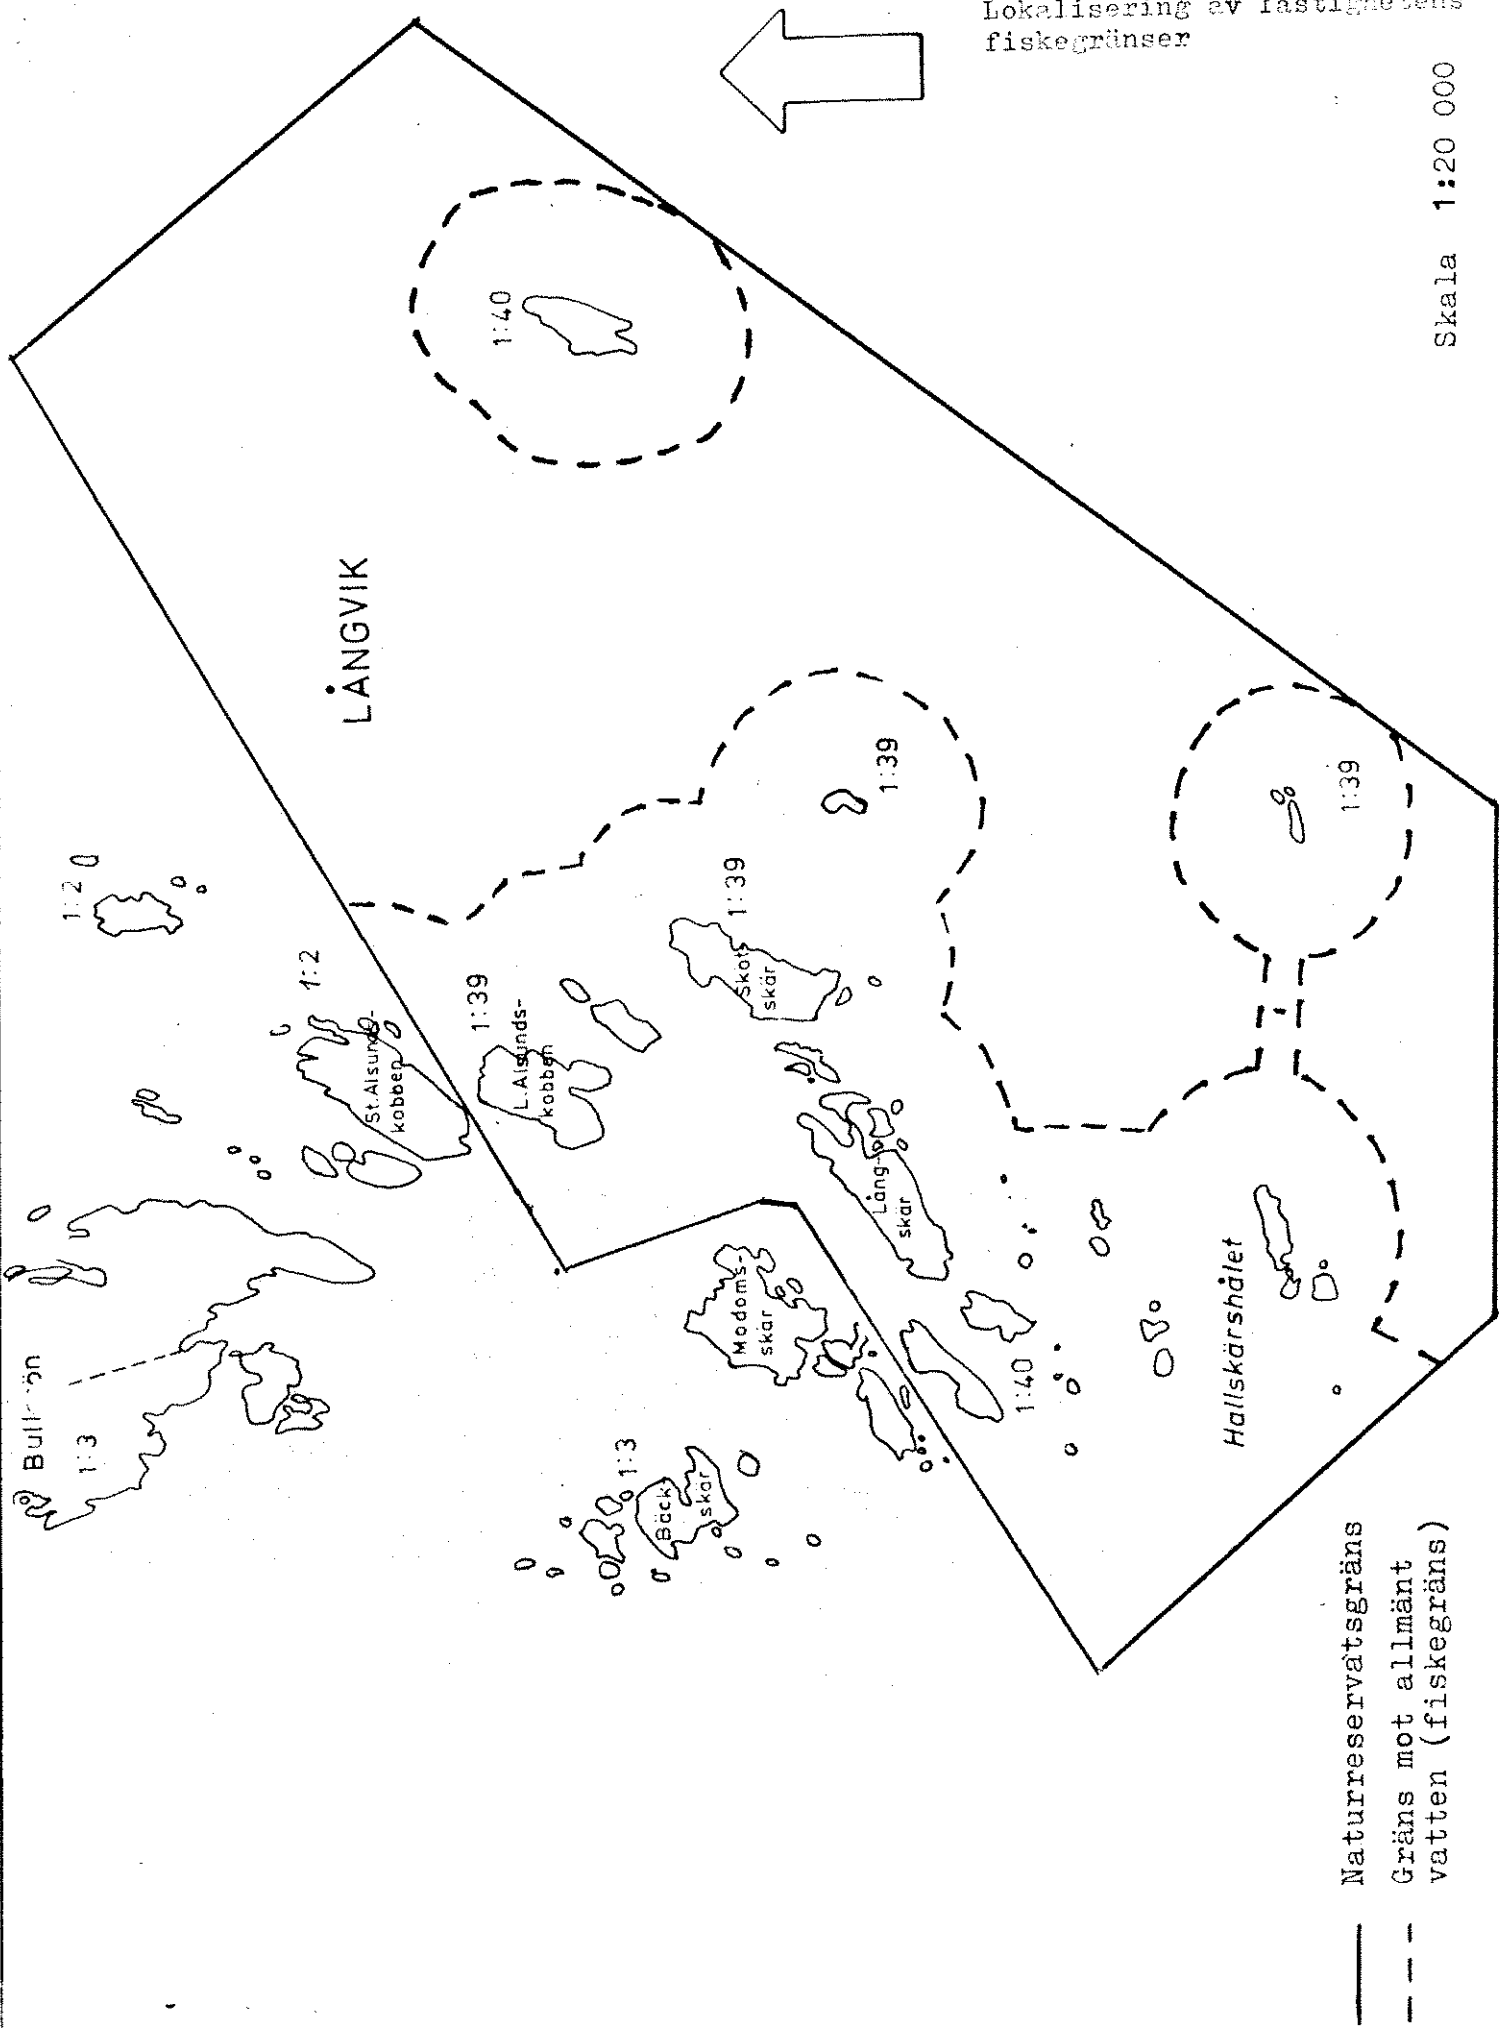 Lokalisering av fastighetens
fiskegränser
Skala 1:20 000
LÅNGVIK
1:40
1:2
1:2
St.Alsunds-
kobben
1:39
L.Alsunds-
kobben
1:39
Skot-
skär
1:39
1:39
Lång-
skär
Modoms-
skär
1:40
Hallskärshålet
1:3
1:3
Bäck-
skär
Naturreservatsgräns
Gräns mot allmänt
vatten (fiskegräns)